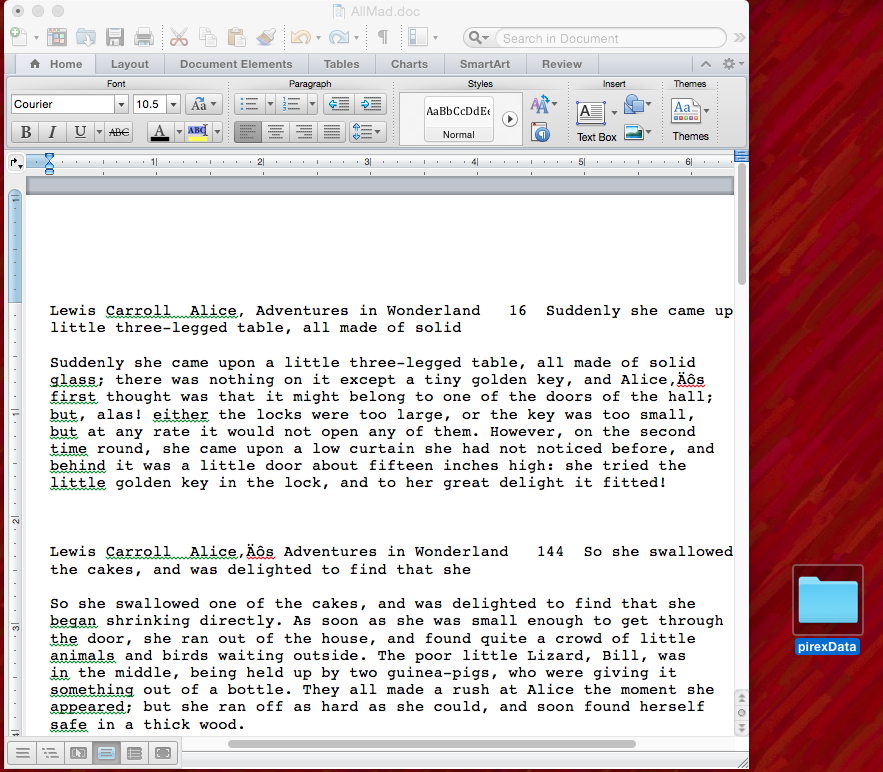 AllMad.doc
Search in Document
Home Layout Document Elements Tables Charts SmartArt Review
Font Paragraph Styles Insert Themes
Courier 10.5 Aa AaBbCcDdEe A A Aa
B I U ABC A ABC Normal Text Box Themes
1 2 3 4 5 6
Lewis Carroll  Alice, Adventures in Wonderland   16  Suddenly she came up
little three-legged table, all made of solid
Suddenly she came upon a little three-legged table, all made of solid
glass; there was nothing on it except a tiny golden key, and Alice‚Äôs
first thought was that it might belong to one of the doors of the hall;
but, alas! either the locks were too large, or the key was too small,
but at any rate it would not open any of them. However, on the second
time round, she came upon a low curtain she had not noticed before, and
behind it was a little door about fifteen inches high: she tried the
little golden key in the lock, and to her great delight it fitted!
Lewis Carroll  Alice‚Äôs Adventures in Wonderland   144  So she swallowed
the cakes, and was delighted to find that she
So she swallowed one of the cakes, and was delighted to find that she
began shrinking directly. As soon as she was small enough to get through
the door, she ran out of the house, and found quite a crowd of little
animals and birds waiting outside. The poor little Lizard, Bill, was
in the middle, being held up by two guinea-pigs, who were giving it
something out of a bottle. They all made a rush at Alice the moment she
appeared; but she ran off as hard as she could, and soon found herself
safe in a thick wood.
pirexData